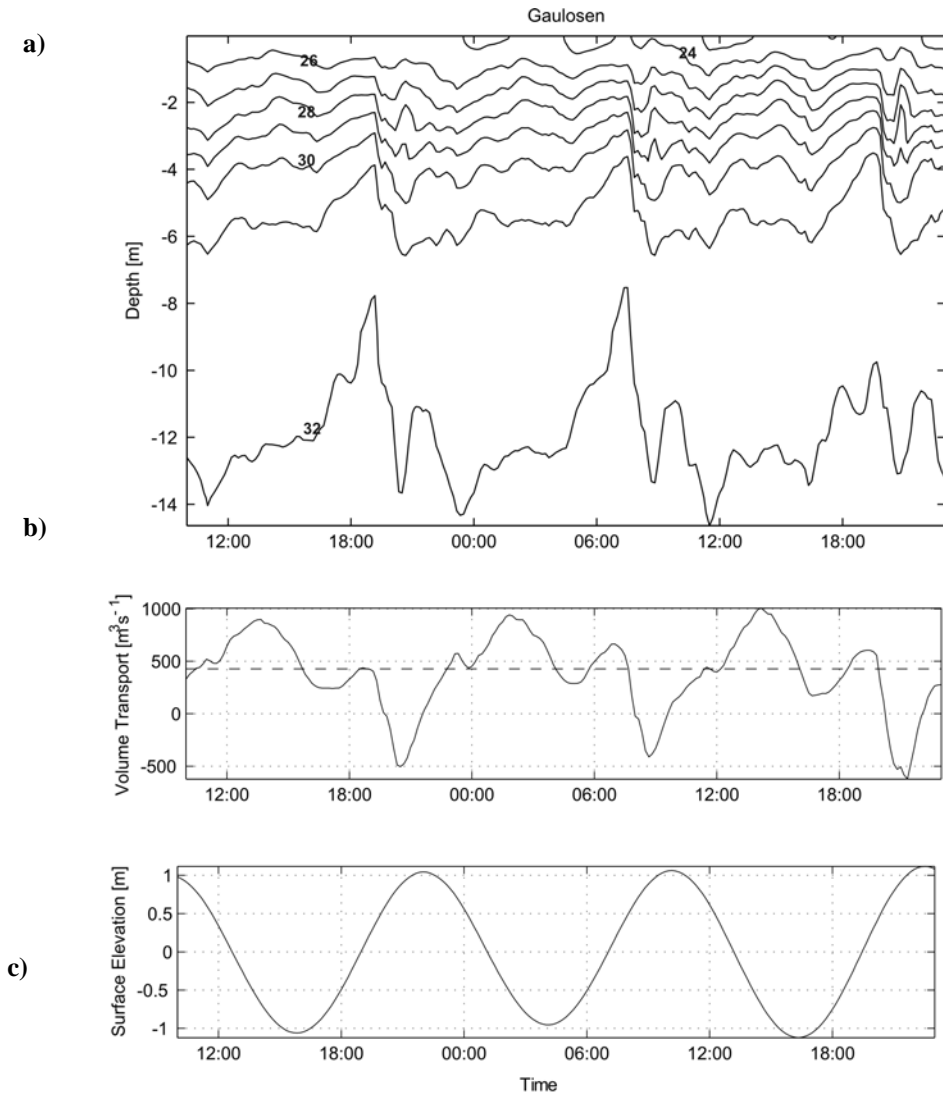 Gaulosen
a)
26
24
28
30
32
-2
-4
-6
-8
-10
-12
-14
Depth [m]
12:00 18:00 00:00 06:00 12:00 18:00
b)
1000
500
0
-500
Volume Transport [m³s⁻¹]
12:00 18:00 00:00 06:00 12:00 18:00
c)
1
0.5
0
-0.5
-1
Surface Elevation [m]
12:00 18:00 00:00 06:00 12:00 18:00
Time